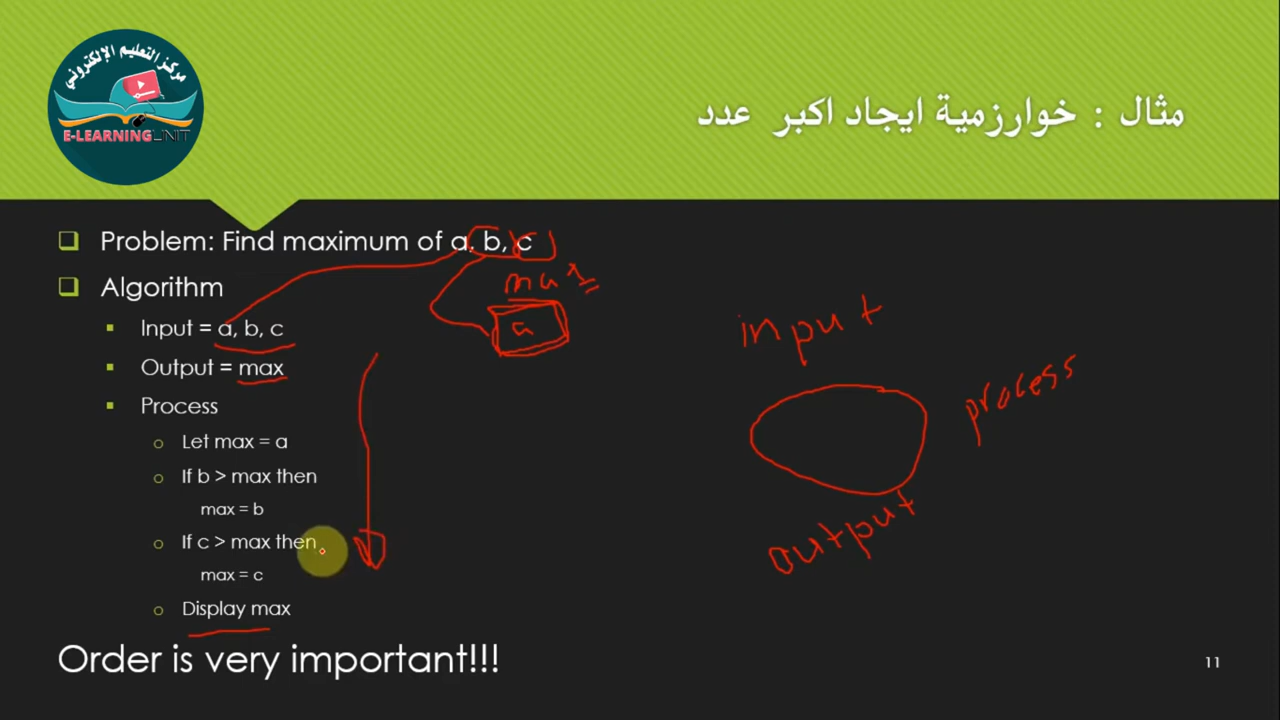 مركز التعليم الإلكتروني
E-LEARNING UNIT
مثال : خوارزمية ايجاد اكبر عدد
❑ Problem: Find maximum of a, b, c
❑ Algorithm
▪ Input = a, b, c
▪ Output = max
▪ Process
o Let max = a
o If b > max then
max = b
o If c > max then
max = c
o Display max
Order is very important!!!
max
a
input
process
output
11